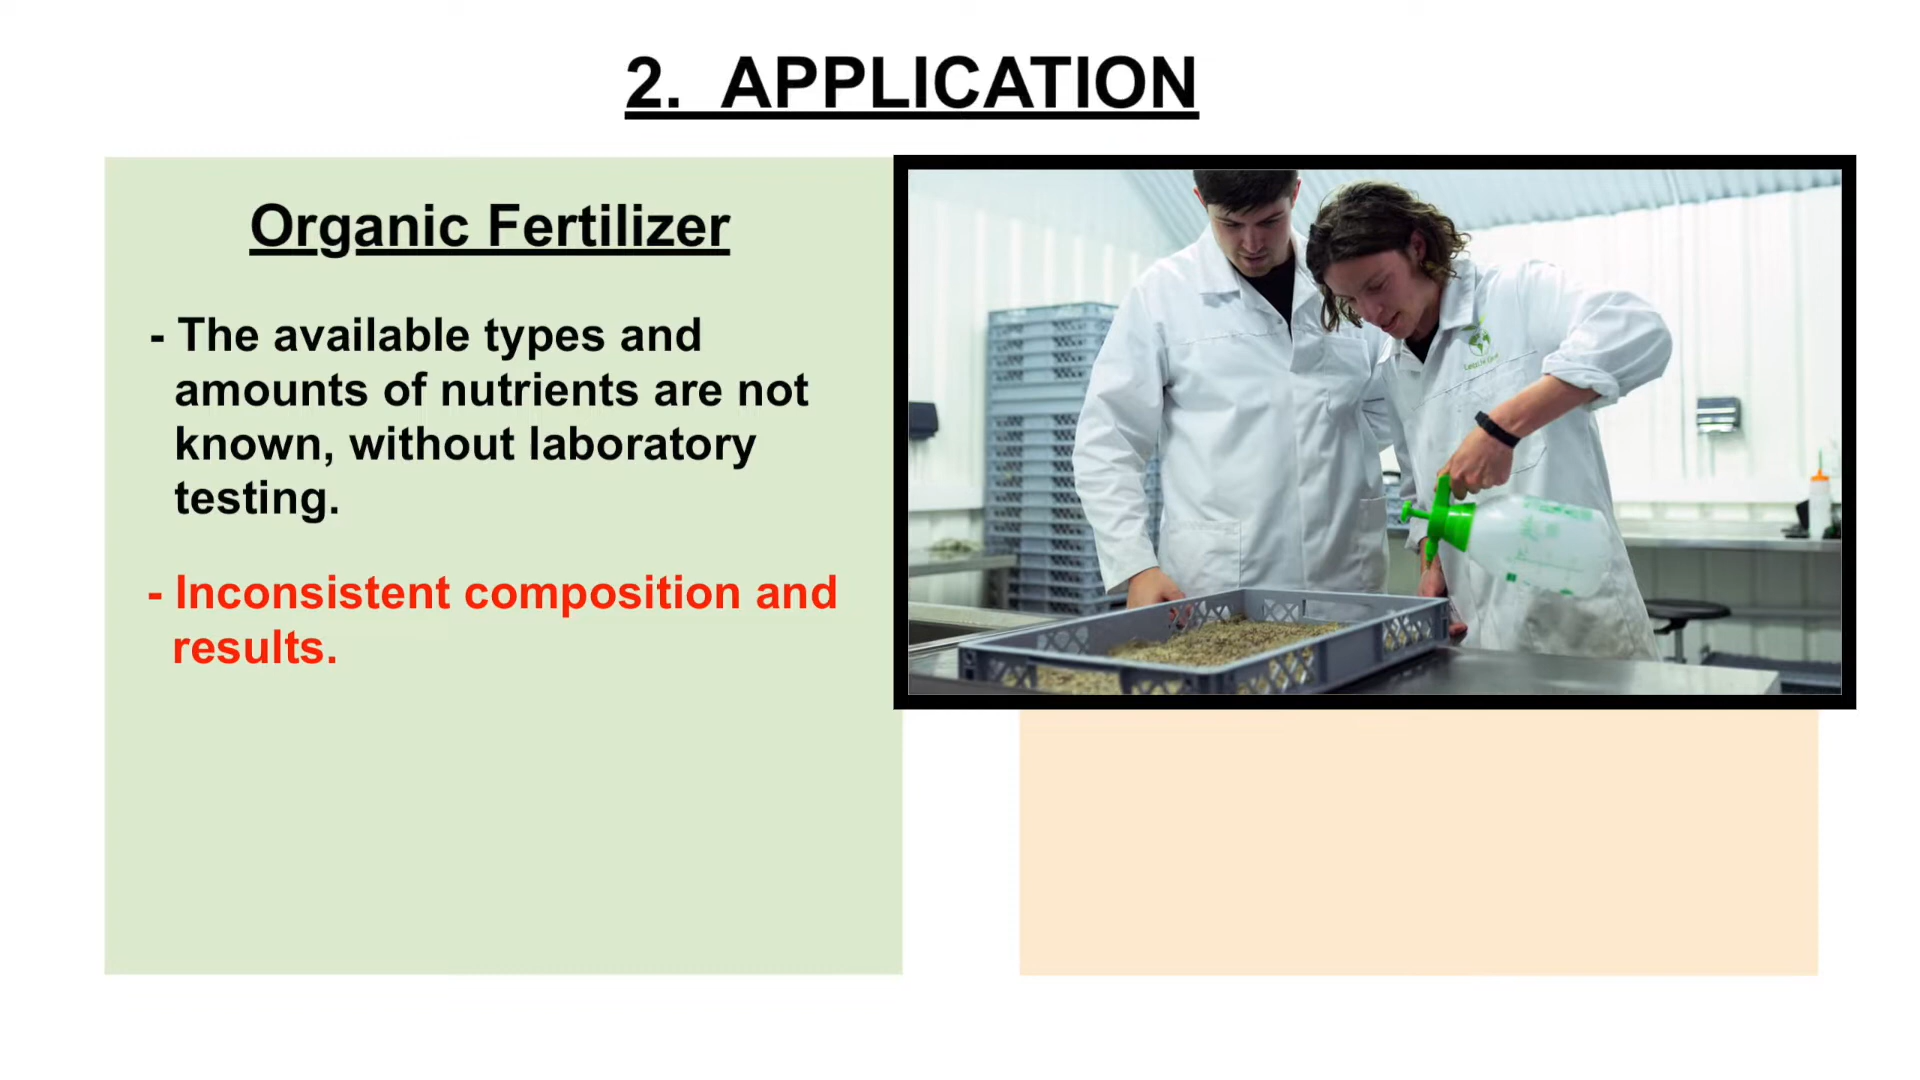 2. APPLICATION
Organic Fertilizer
- The available types and
amounts of nutrients are not
known, without laboratory
testing.
- Inconsistent composition and
results.